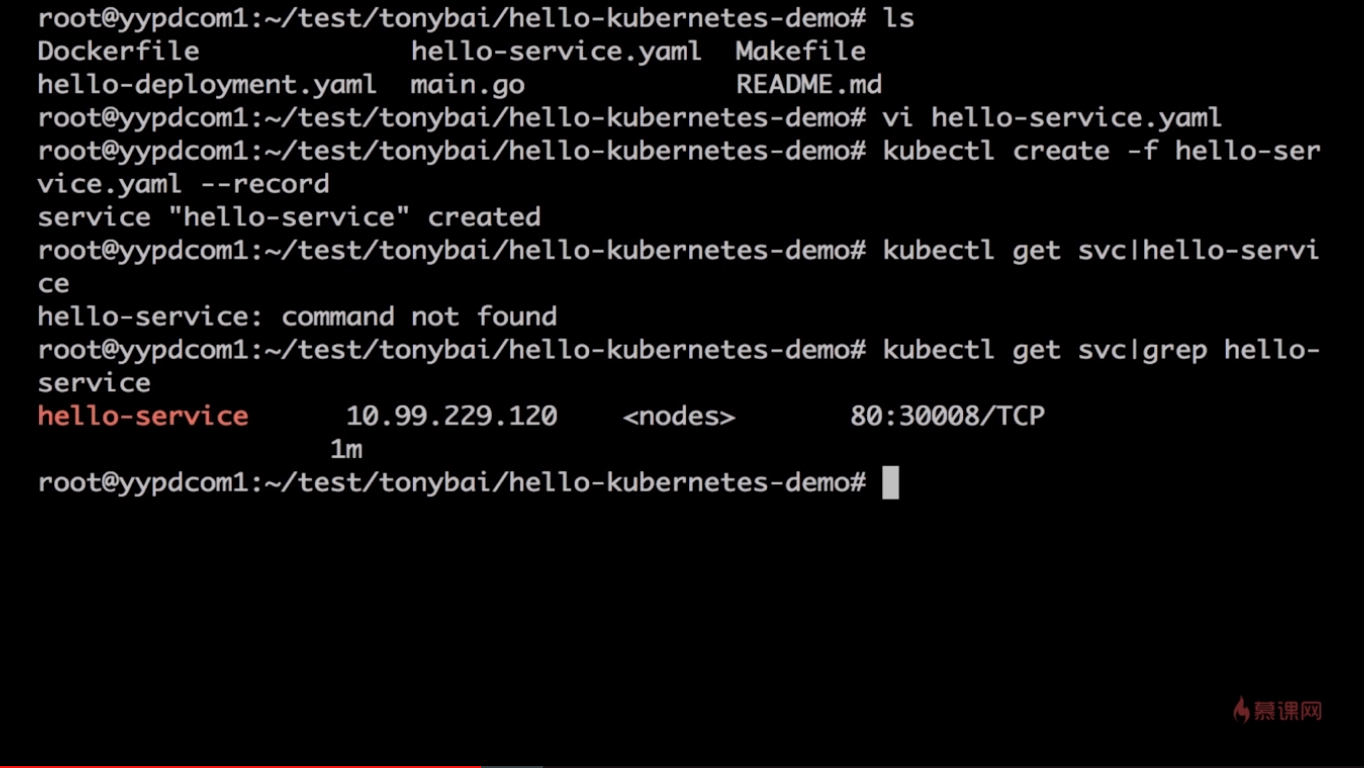 root@yypdcom1:~/test/tonybai/hello-kubernetes-demo# ls
Dockerfile             hello-service.yaml  Makefile
hello-deployment.yaml  main.go             README.md
root@yypdcom1:~/test/tonybai/hello-kubernetes-demo# vi hello-service.yaml
root@yypdcom1:~/test/tonybai/hello-kubernetes-demo# kubectl create -f hello-ser
vice.yaml --record
service "hello-service" created
root@yypdcom1:~/test/tonybai/hello-kubernetes-demo# kubectl get svc|hello-servi
ce
hello-service: command not found
root@yypdcom1:~/test/tonybai/hello-kubernetes-demo# kubectl get svc|grep hello-
service
hello-service      10.99.229.120    <nodes>       80:30008/TCP
                  1m
root@yypdcom1:~/test/tonybai/hello-kubernetes-demo#
慕课网